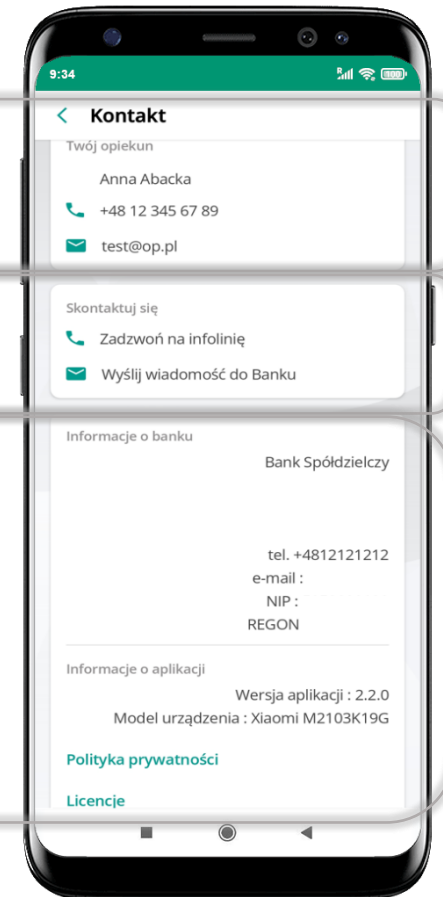 9:34
R
100
Kontakt
Twój opiekun
Anna Abacka
+48 12 345 67 89
test@op.pl
Skontaktuj się
Zadzwoń na infolinię
Wyślij wiadomość do Banku
Informacje o banku
Bank Spółdzielczy
tel. +4812121212
e-mail :
NIP :
REGON
Informacje o aplikacji
Wersja aplikacji : 2.2.0
Model urządzenia : Xiaomi M2103K19G
Polityka prywatności
Licencje